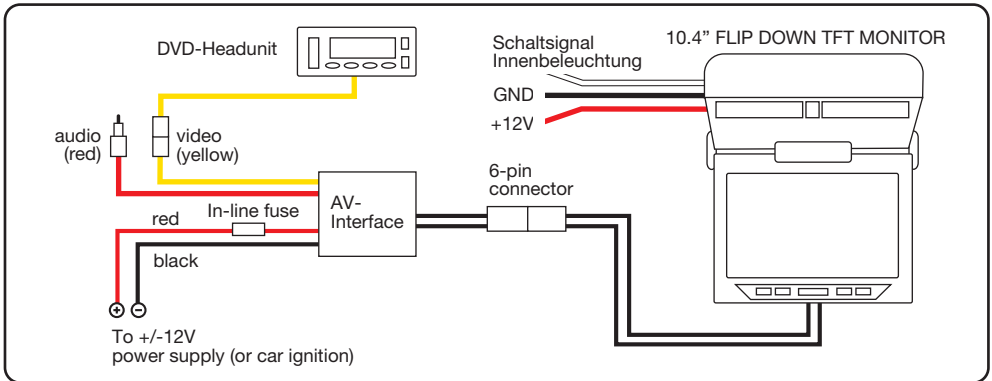 DVD-Headunit
Schaltsignal
Innenbeleuchtung
10.4” FLIP DOWN TFT MONITOR
GND
+12V
audio
(red)
video
(yellow)
6-pin
connector
AV-
Interface
red
In-line fuse
black
+
−
To +/-12V
power supply (or car ignition)